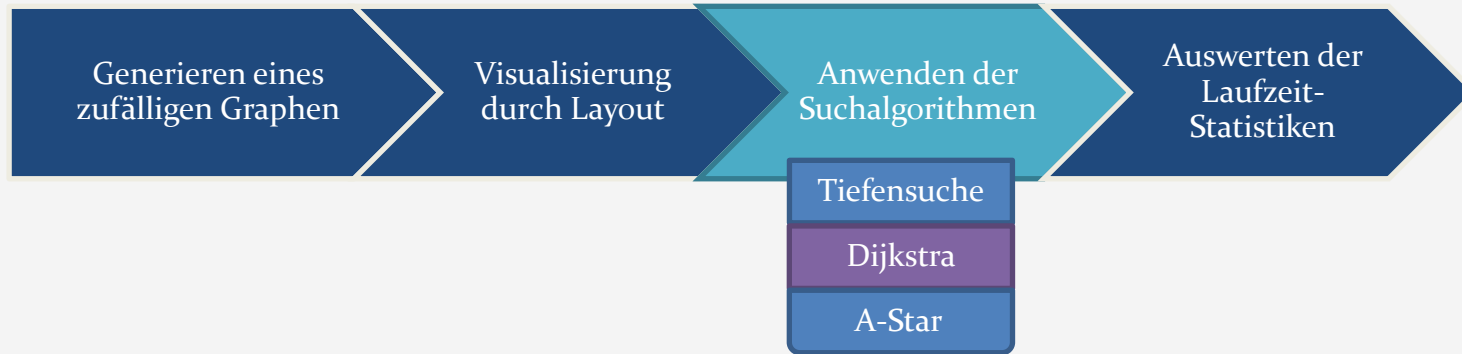 Generieren eines
zufälligen Graphen
Visualisierung
durch Layout
Anwenden der
Suchalgorithmen
Auswerten der
Laufzeit-
Statistiken
Tiefensuche
Dijkstra
A-Star